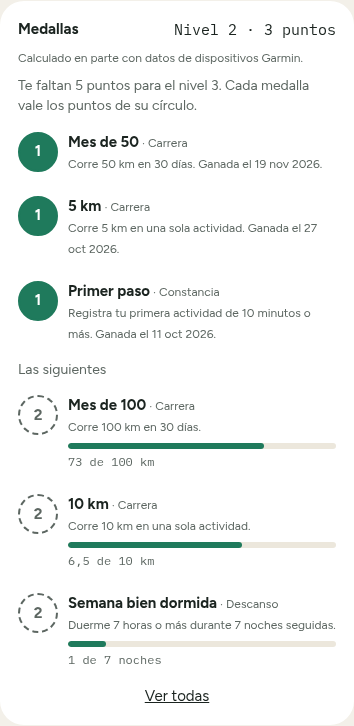 Medallas
Nivel 2 · 3 puntos
Calculado en parte con datos de dispositivos Garmin.
Te faltan 5 puntos para el nivel 3. Cada medalla
vale los puntos de su círculo.
1
Mes de 50 · Carrera
Corre 50 km en 30 días. Ganada el 19 nov 2026.
1
5 km · Carrera
Corre 5 km en una sola actividad. Ganada el 27
oct 2026.
1
Primer paso · Constancia
Registra tu primera actividad de 10 minutos o
más. Ganada el 11 oct 2026.
Las siguientes
2
Mes de 100 · Carrera
Corre 100 km en 30 días.
73 de 100 km
2
10 km · Carrera
Corre 10 km en una sola actividad.
6,5 de 10 km
2
Semana bien dormida · Descanso
Duerme 7 horas o más durante 7 noches seguidas.
1 de 7 noches
Ver todas